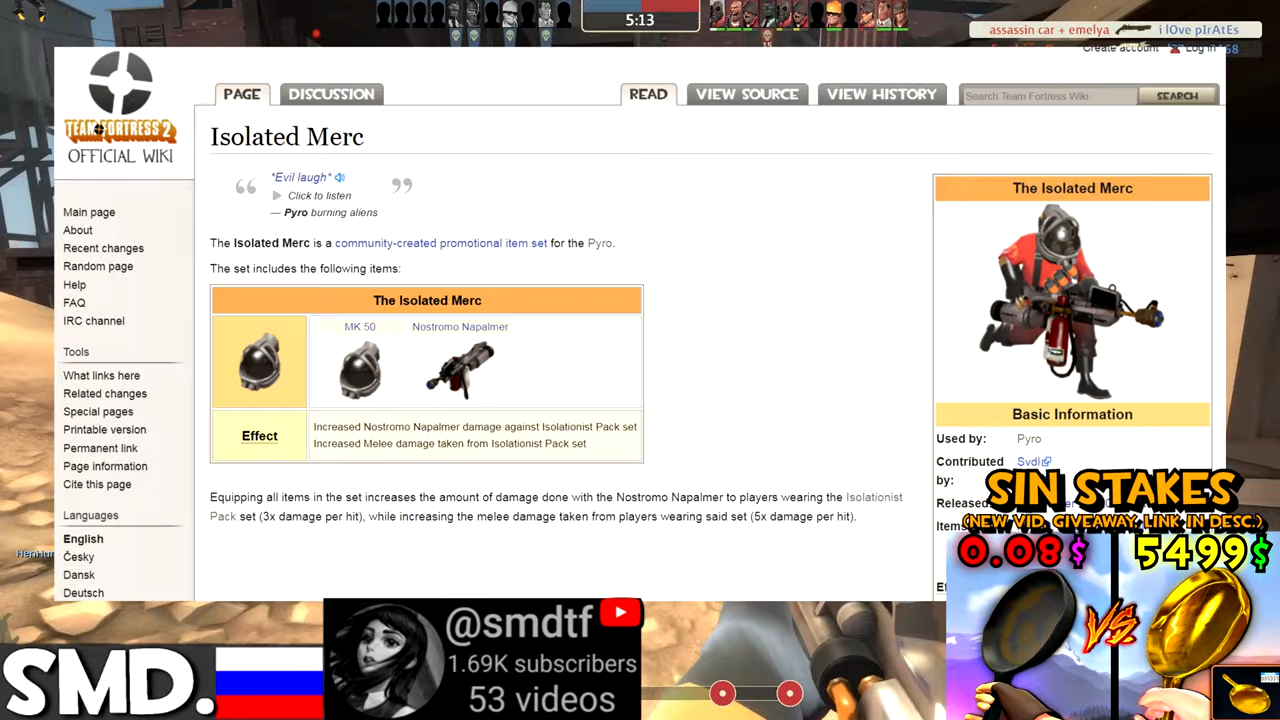 5:13
15
assassin car + emelya i lOve pIrAtEs
Create account Log in
TEAM FORTRESS 2
OFFICIAL WIKI
PAGE
DISCUSSION
READ
VIEW SOURCE
VIEW HISTORY
Search Team Fortress Wiki
SEARCH
Isolated Merc
“ *Evil laugh* ”
Click to listen
— Pyro burning aliens
The Isolated Merc is a community-created promotional item set for the Pyro.
The set includes the following items:
The Isolated Merc
MK 50
Nostromo Napalmer
Effect
Increased Nostromo Napalmer damage against Isolationist Pack set
Increased Melee damage taken from Isolationist Pack set
Equipping all items in the set increases the amount of damage done with the Nostromo Napalmer to players wearing the Isolationist
Pack set (3x damage per hit), while increasing the melee damage taken from players wearing said set (5x damage per hit).
Main page
About
Recent changes
Random page
Help
FAQ
IRC channel
Tools
What links here
Related changes
Special pages
Printable version
Permanent link
Page information
Cite this page
Languages
English
Česky
Dansk
Deutsch
The Isolated Merc
Basic Information
Used by: Pyro
Contributed by: Svdl
Released:
Items
SIN STAKES
(NEW VID, GIVEAWAY, LINK IN DESC.)
0.08$
5499$
VS
SMD.
@smdtf
1.69K subscribers
53 videos